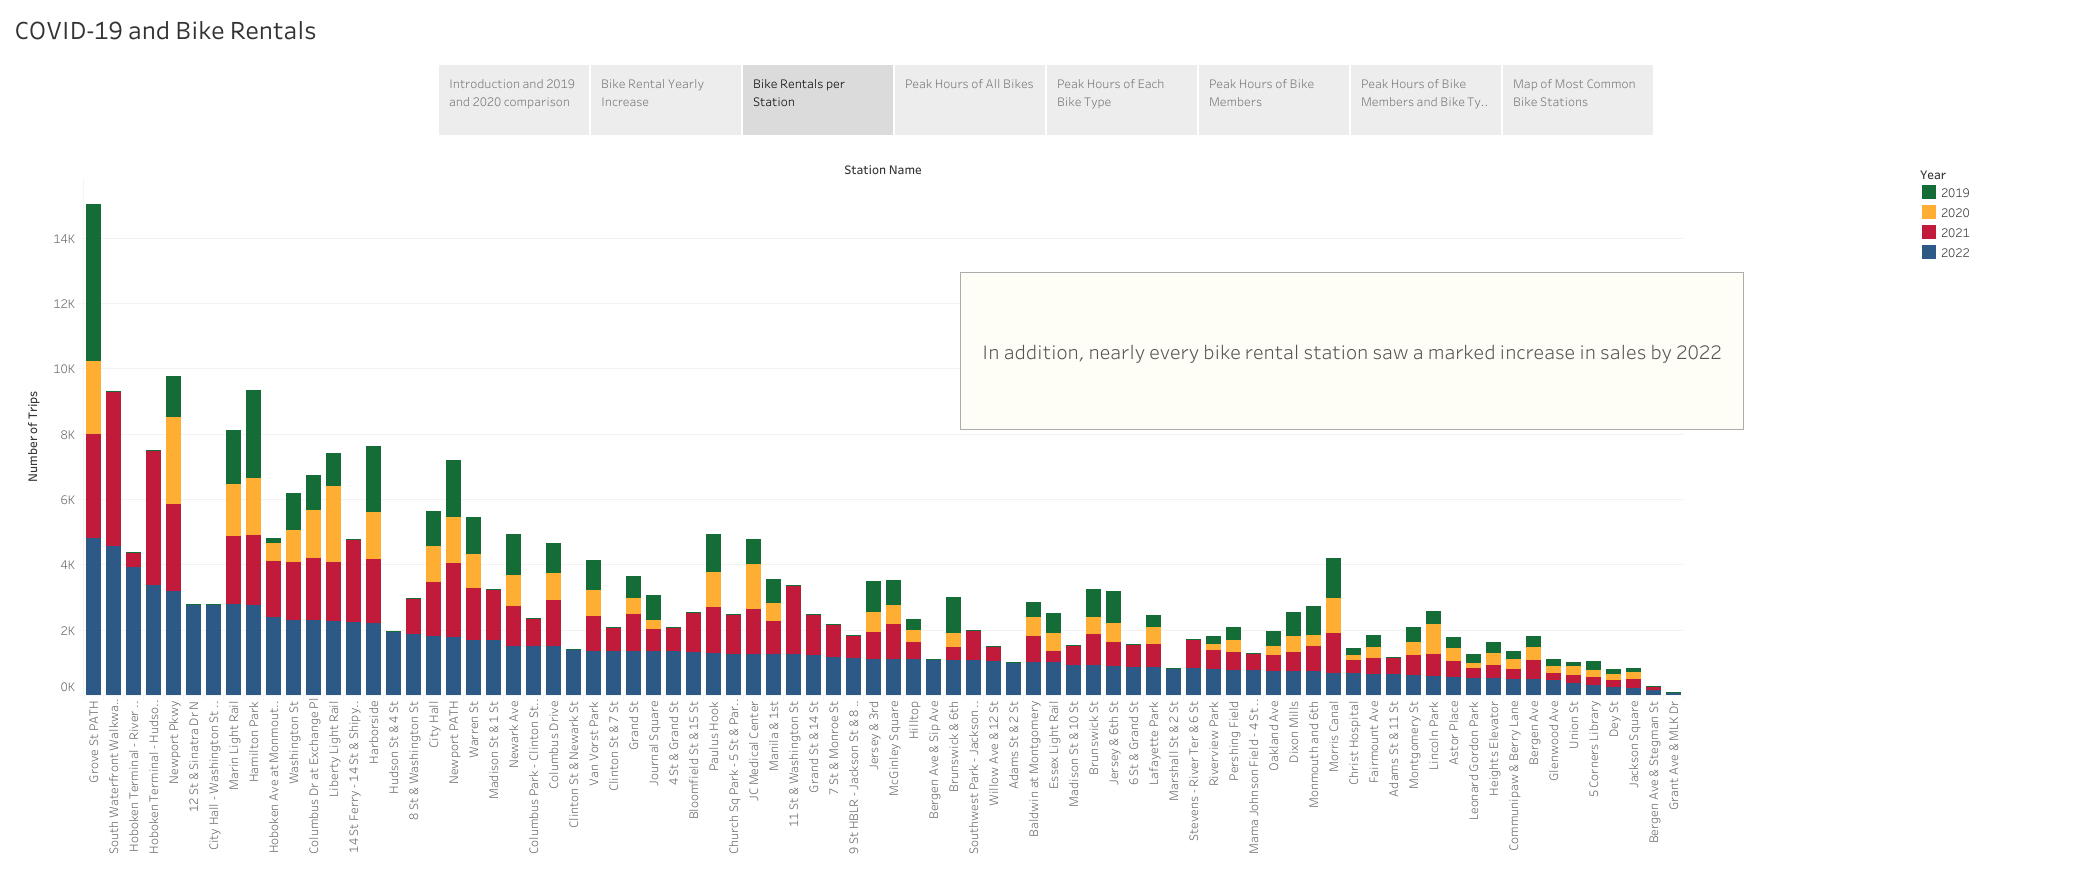 COVID-19 and Bike Rentals
Introduction and 2019
and 2020 comparison
Bike Rental Yearly
Increase
Bike Rentals per
Station
Peak Hours of All Bikes
Peak Hours of Each
Bike Type
Peak Hours of Bike
Members
Peak Hours of Bike
Members and Bike Ty..
Map of Most Common
Bike Stations
Station Name
Year
2019
2020
2021
2022
In addition, nearly every bike rental station saw a marked increase in sales by 2022
Number of Trips
14K
12K
10K
8K
6K
4K
2K
0K
Grove St PATH
South Waterfront Walkwa..
Hoboken Terminal - River ..
Hoboken Terminal - Hudso..
Newport Pkwy
12 St & Sinatra Dr N
City Hall - Washington St ..
Marin Light Rail
Hamilton Park
Hoboken Ave at Monmout..
Washington St
Columbus Dr at Exchange Pl
Liberty Light Rail
14 St Ferry - 14 St & Shipy..
Harborside
Hudson St & 4 St
8 St & Washington St
City Hall
Newport PATH
Warren St
Madison St & 1 St
Newark Ave
Columbus Park - Clinton St..
Columbus Drive
Clinton St & Newark St
Van Vorst Park
Clinton St & 7 St
Grand St
Journal Square
4 St & Grand St
Bloomfield St & 15 St
Paulus Hook
Church Sq Park - 5 St & Par..
JC Medical Center
Manila & 1st
11 St & Washington St
Grand St & 14 St
7 St & Monroe St
9 St HBLR - Jackson St & 8 ..
Jersey & 3rd
McGinley Square
Hilltop
Bergen Ave & Sip Ave
Brunswick & 6th
Southwest Park - Jackson ..
Willow Ave & 12 St
Adams St & 2 St
Baldwin at Montgomery
Essex Light Rail
Madison St & 10 St
Brunswick St
Jersey & 6th St
6 St & Grand St
Lafayette Park
Marshall St & 2 St
Stevens - River Ter & 6 St
Riverview Park
Pershing Field
Mama Johnson Field - 4 St ..
Oakland Ave
Dixon Mills
Monmouth and 6th
Morris Canal
Christ Hospital
Fairmount Ave
Adams St & 11 St
Montgomery St
Lincoln Park
Astor Place
Leonard Gordon Park
Heights Elevator
Communipaw & Berry Lane
Bergen Ave
Glenwood Ave
Union St
5 Corners Library
Dey St
Jackson Square
Bergen Ave & Stegman St
Grant Ave & MLK Dr